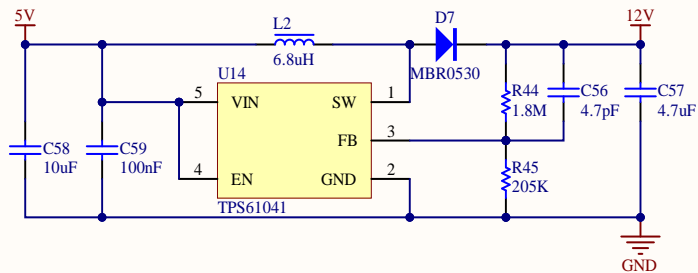 5V
L2
6.8uH
D7
MBR0530
12V
U14
5
VIN
SW
1
4
EN
FB
3
GND
2
TPS61041
C58
10uF
C59
100nF
R44
1.8M
C56
4.7pF
C57
4.7uF
R45
205K
GND